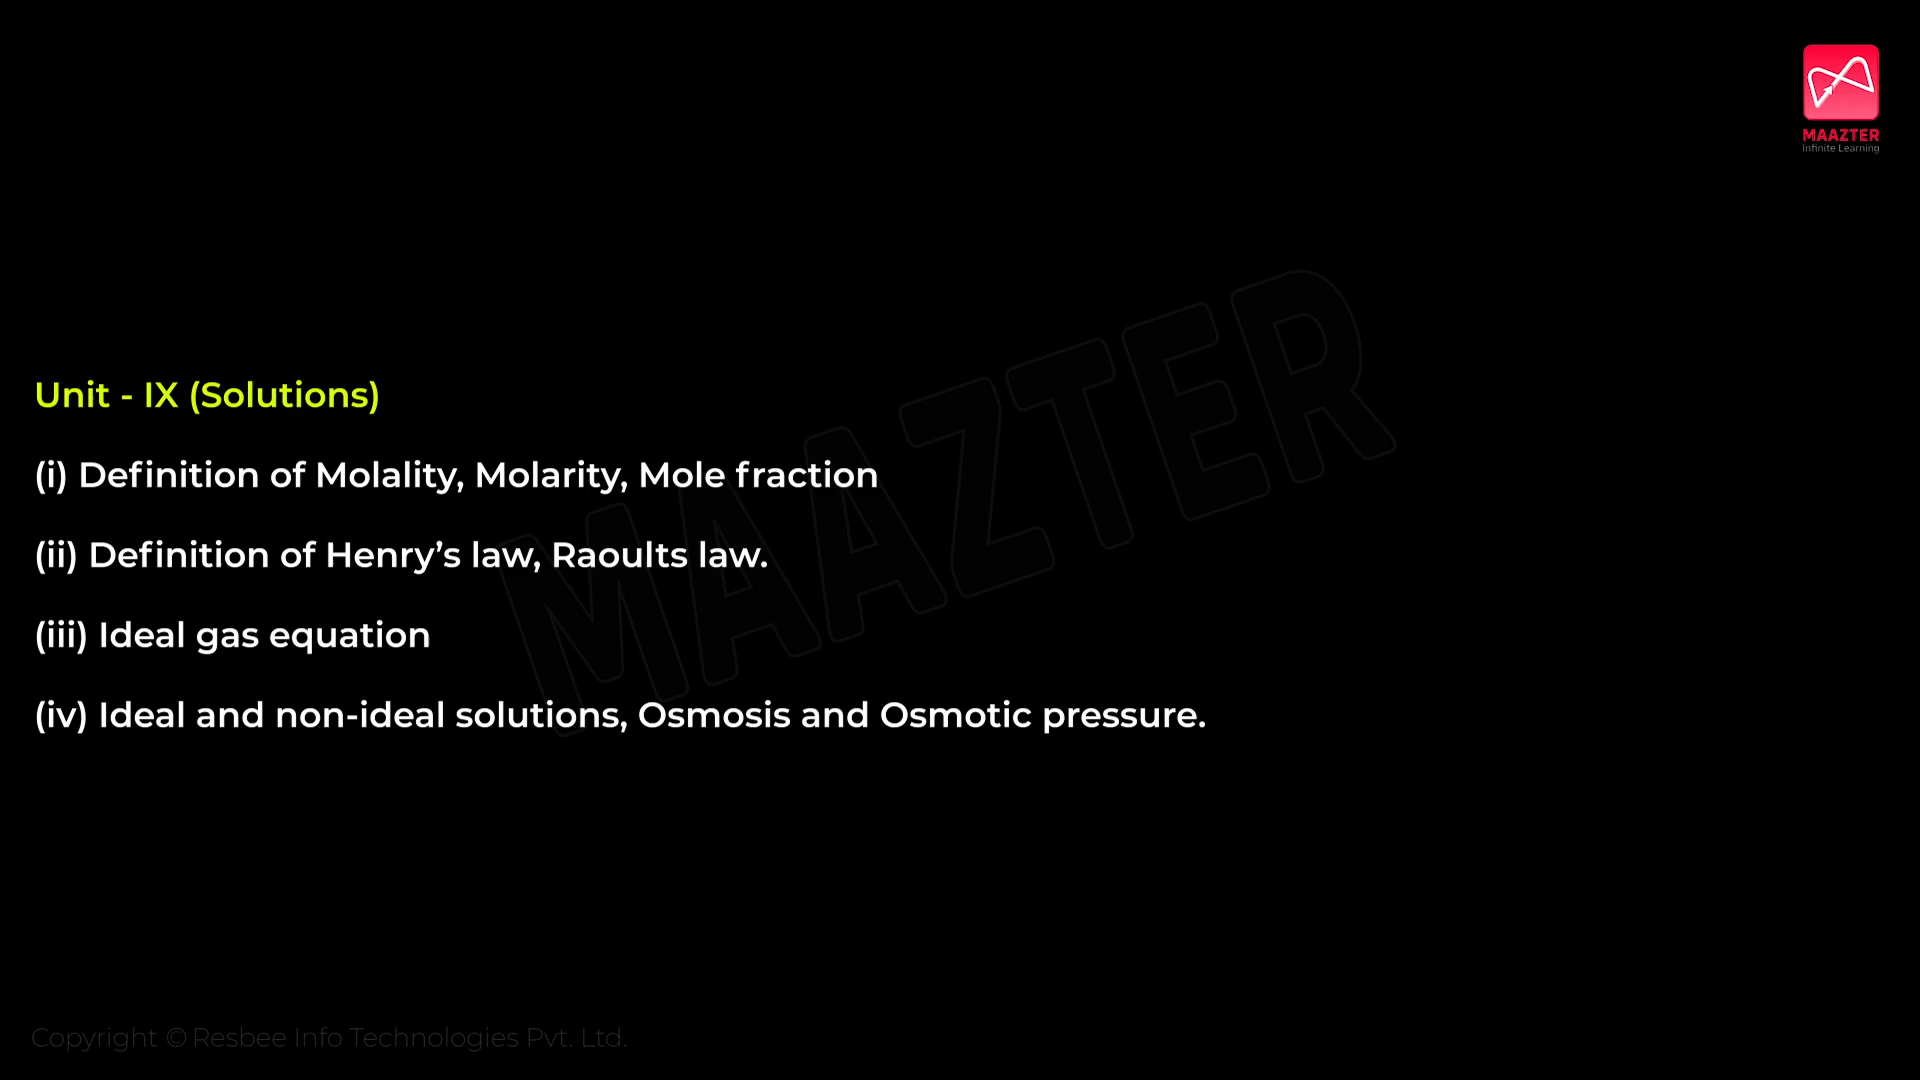 MAAZTER
Infinite Learning
MAAZTER
Unit - IX (Solutions)
(i) Definition of Molality, Molarity, Mole fraction
(ii) Definition of Henry’s law, Raoults law.
(iii) Ideal gas equation
(iv) Ideal and non-ideal solutions, Osmosis and Osmotic pressure.
Copyright © Resbee Info Technologies Pvt. Ltd.